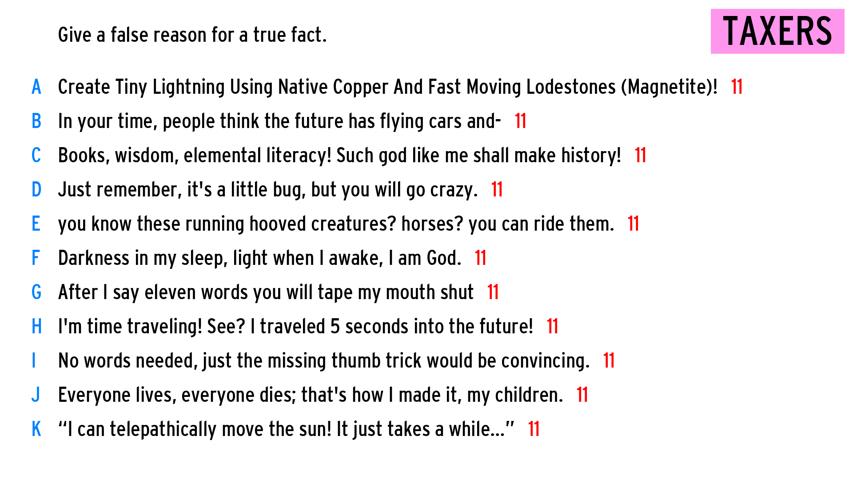 Give a false reason for a true fact.
TAXERS
A Create Tiny Lightning Using Native Copper And Fast Moving Lodestones (Magnetite)! 11
B In your time, people think the future has flying cars and- 11
C Books, wisdom, elemental literacy! Such god like me shall make history! 11
D Just remember, it's a little bug, but you will go crazy. 11
E you know these running hooved creatures? horses? you can ride them. 11
F Darkness in my sleep, light when I awake, I am God. 11
G After I say eleven words you will tape my mouth shut 11
H I'm time traveling! See? I traveled 5 seconds into the future! 11
I No words needed, just the missing thumb trick would be convincing. 11
J Everyone lives, everyone dies; that's how I made it, my children. 11
K “I can telepathically move the sun! It just takes a while...” 11